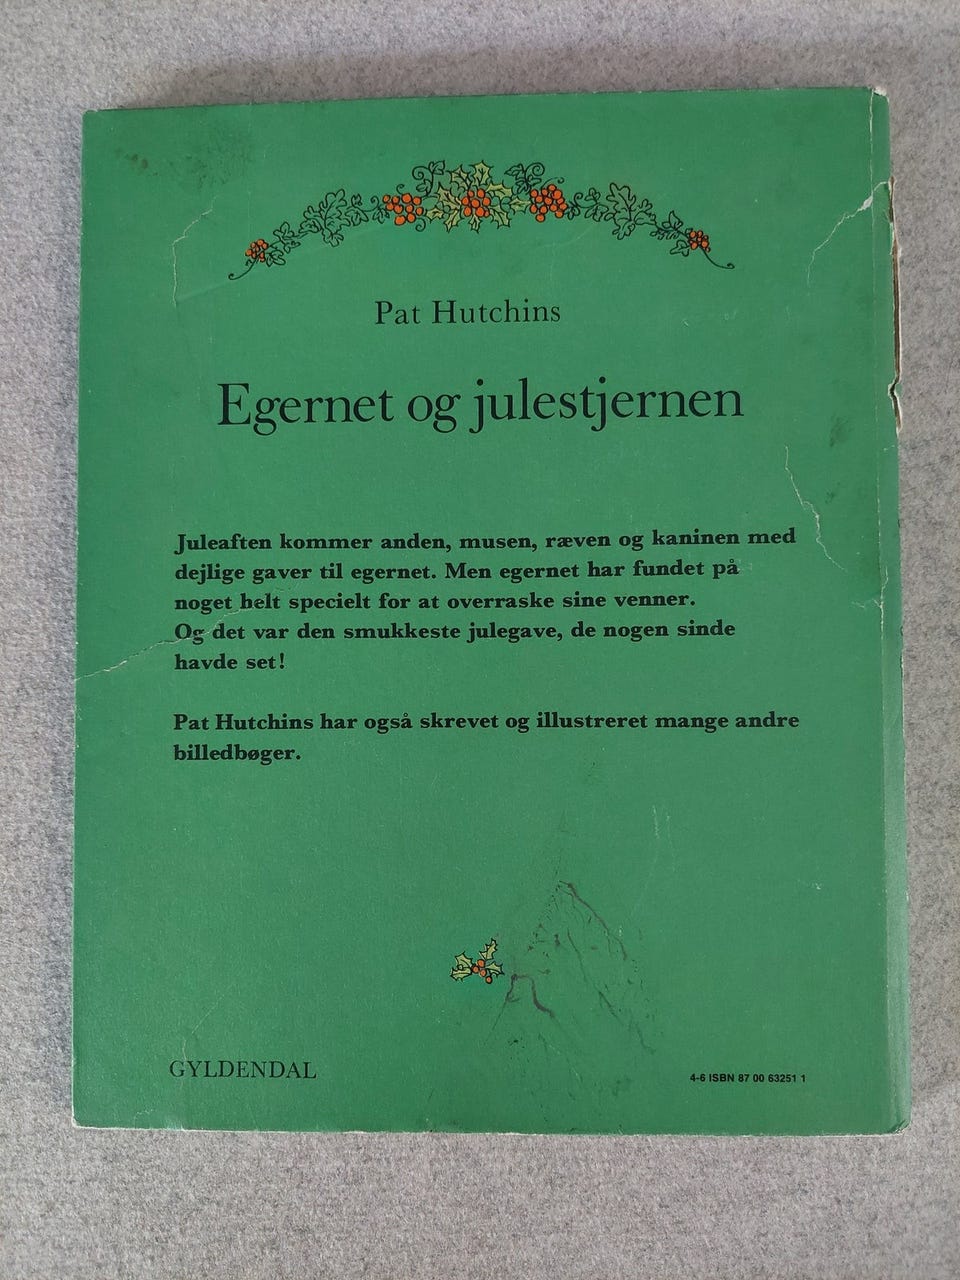 Pat Hutchins
Egernet og julestjernen
Juleaften kommer anden, musen, ræven og kaninen med
dejlige gaver til egernet. Men egernet har fundet på
noget helt specielt for at overraske sine venner.
Og det var den smukkeste julegave, de nogen sinde
havde set!
Pat Hutchins har også skrevet og illustreret mange andre
billedbøger.
GYLDENDAL
4-6 ISBN 87 00 63251 1